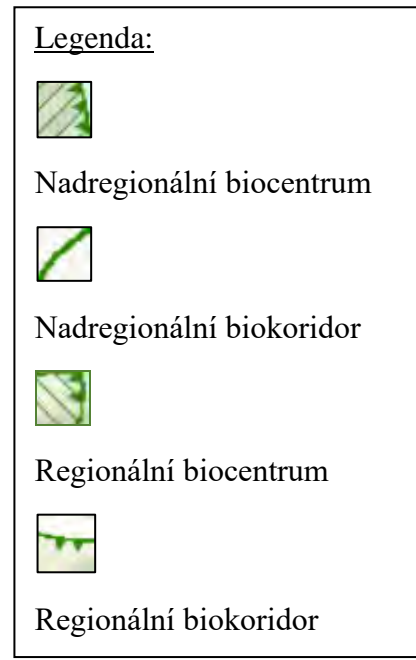 Legenda:
Nadregionální biocentrum
Nadregionální biokoridor
Regionální biocentrum
Regionální biokoridor